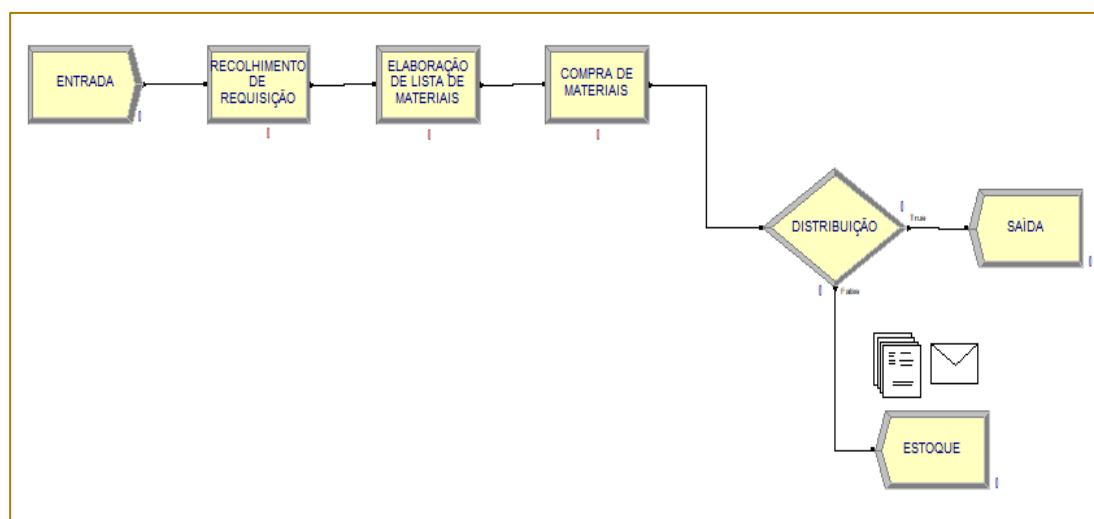 ENTRADA
RECOLHIMENTO
DE
REQUISIÇÃO
ELABORAÇÃO
DE LISTA DE
MATERIAIS
COMPRA DE
MATERIAIS
DISTRIBUIÇÃO
True
False
SAÍDA
ESTOQUE